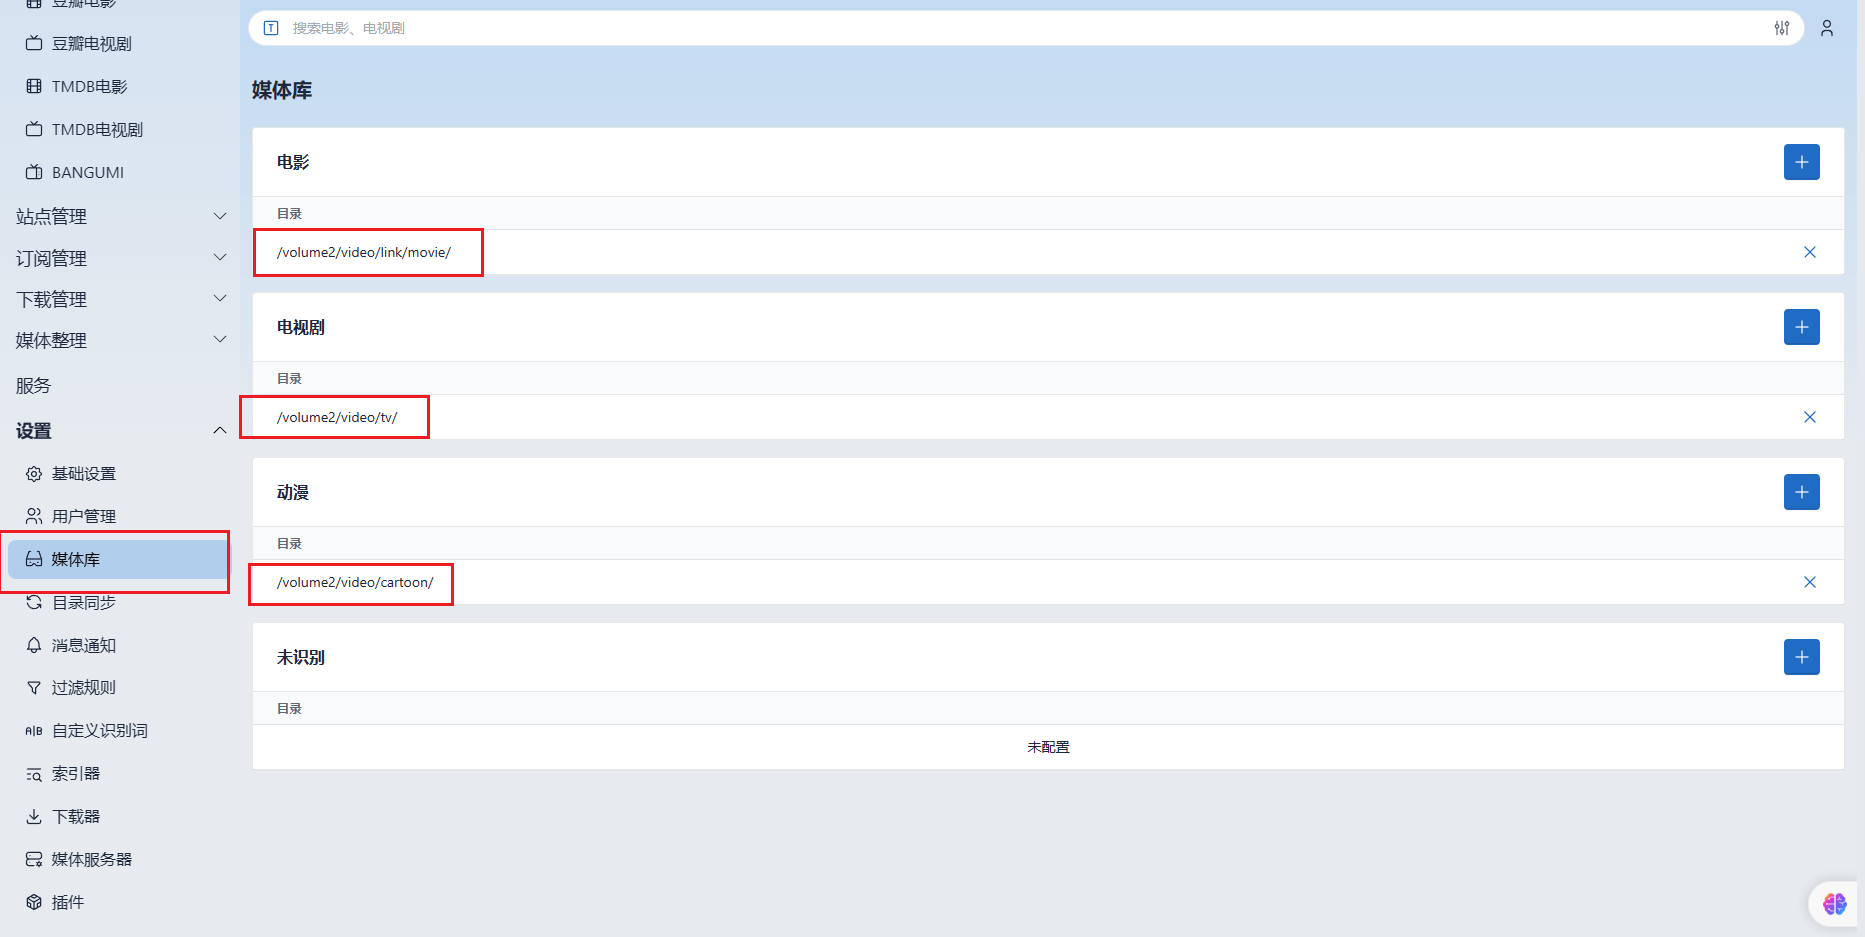 豆瓣电影
豆瓣电视剧
TMDB电影
TMDB电视剧
BANGUMI
站点管理
订阅管理
下载管理
媒体整理
服务
设置
基础设置
用户管理
媒体库
目录同步
消息通知
过滤规则
A|B 自定义识别词
索引器
下载器
媒体服务器
插件
T 搜索电影、电视剧
媒体库
电影
目录
/volume2/video/link/movie/
电视剧
目录
/volume2/video/tv/
动漫
目录
/volume2/video/cartoon/
未识别
目录
未配置